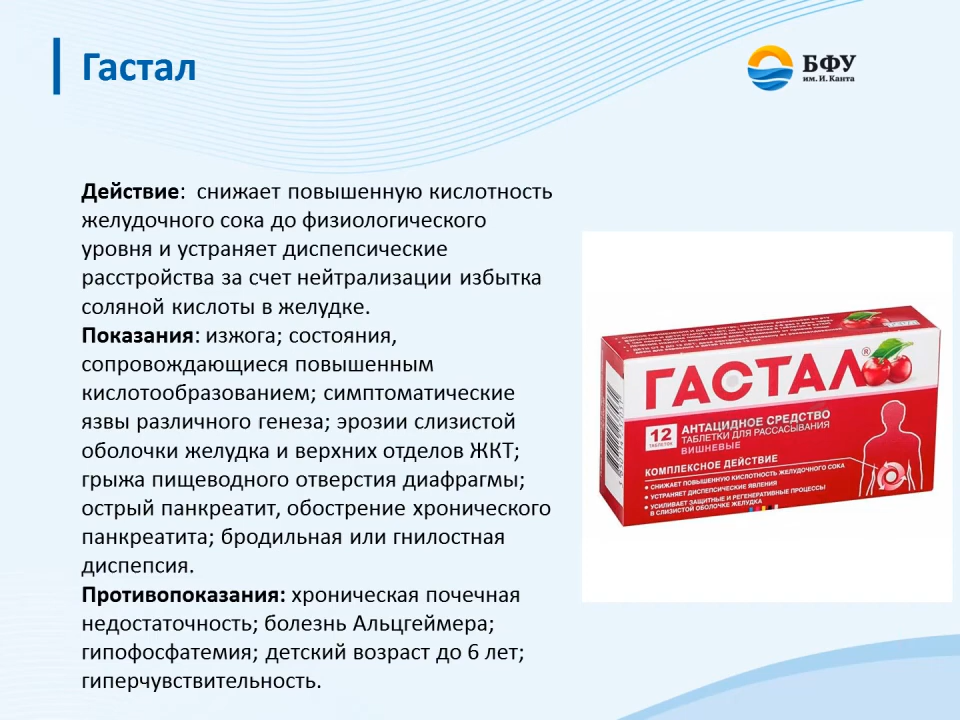 Гастал
БФУ
им. И. Канта
Действие:  снижает повышенную кислотность
желудочного сока до физиологического
уровня и устраняет диспепсические
расстройства за счет нейтрализации избытка
соляной кислоты в желудке.
Показания: изжога; состояния,
сопровождающиеся повышенным
кислотообразованием; симптоматические
язвы различного генеза; эрозии слизистой
оболочки желудка и верхних отделов ЖКТ;
грыжа пищеводного отверстия диафрагмы;
острый панкреатит, обострение хронического
панкреатита; бродильная или гнилостная
диспепсия.
Противопоказания: хроническая почечная
недостаточность; болезнь Альцгеймера;
гипофосфатемия; детский возраст до 6 лет;
гиперчувствительность.
ГАСТАЛ®
12
ТАБЛЕТОК
АНТАЦИДНОЕ СРЕДСТВО
ТАБЛЕТКИ ДЛЯ РАССАСЫВАНИЯ
ВИШНЕВЫЕ
КОМПЛЕКСНОЕ ДЕЙСТВИЕ
• СНИЖАЕТ ПОВЫШЕННУЮ КИСЛОТНОСТЬ ЖЕЛУДОЧНОГО СОКА
• УСТРАНЯЕТ ДИСПЕПСИЧЕСКИЕ ЯВЛЕНИЯ
• УСИЛИВАЕТ ЗАЩИТНЫЕ И РЕГЕНЕРАТИВНЫЕ ПРОЦЕССЫ
В СЛИЗИСТОЙ ОБОЛОЧКЕ ЖЕЛУДКА